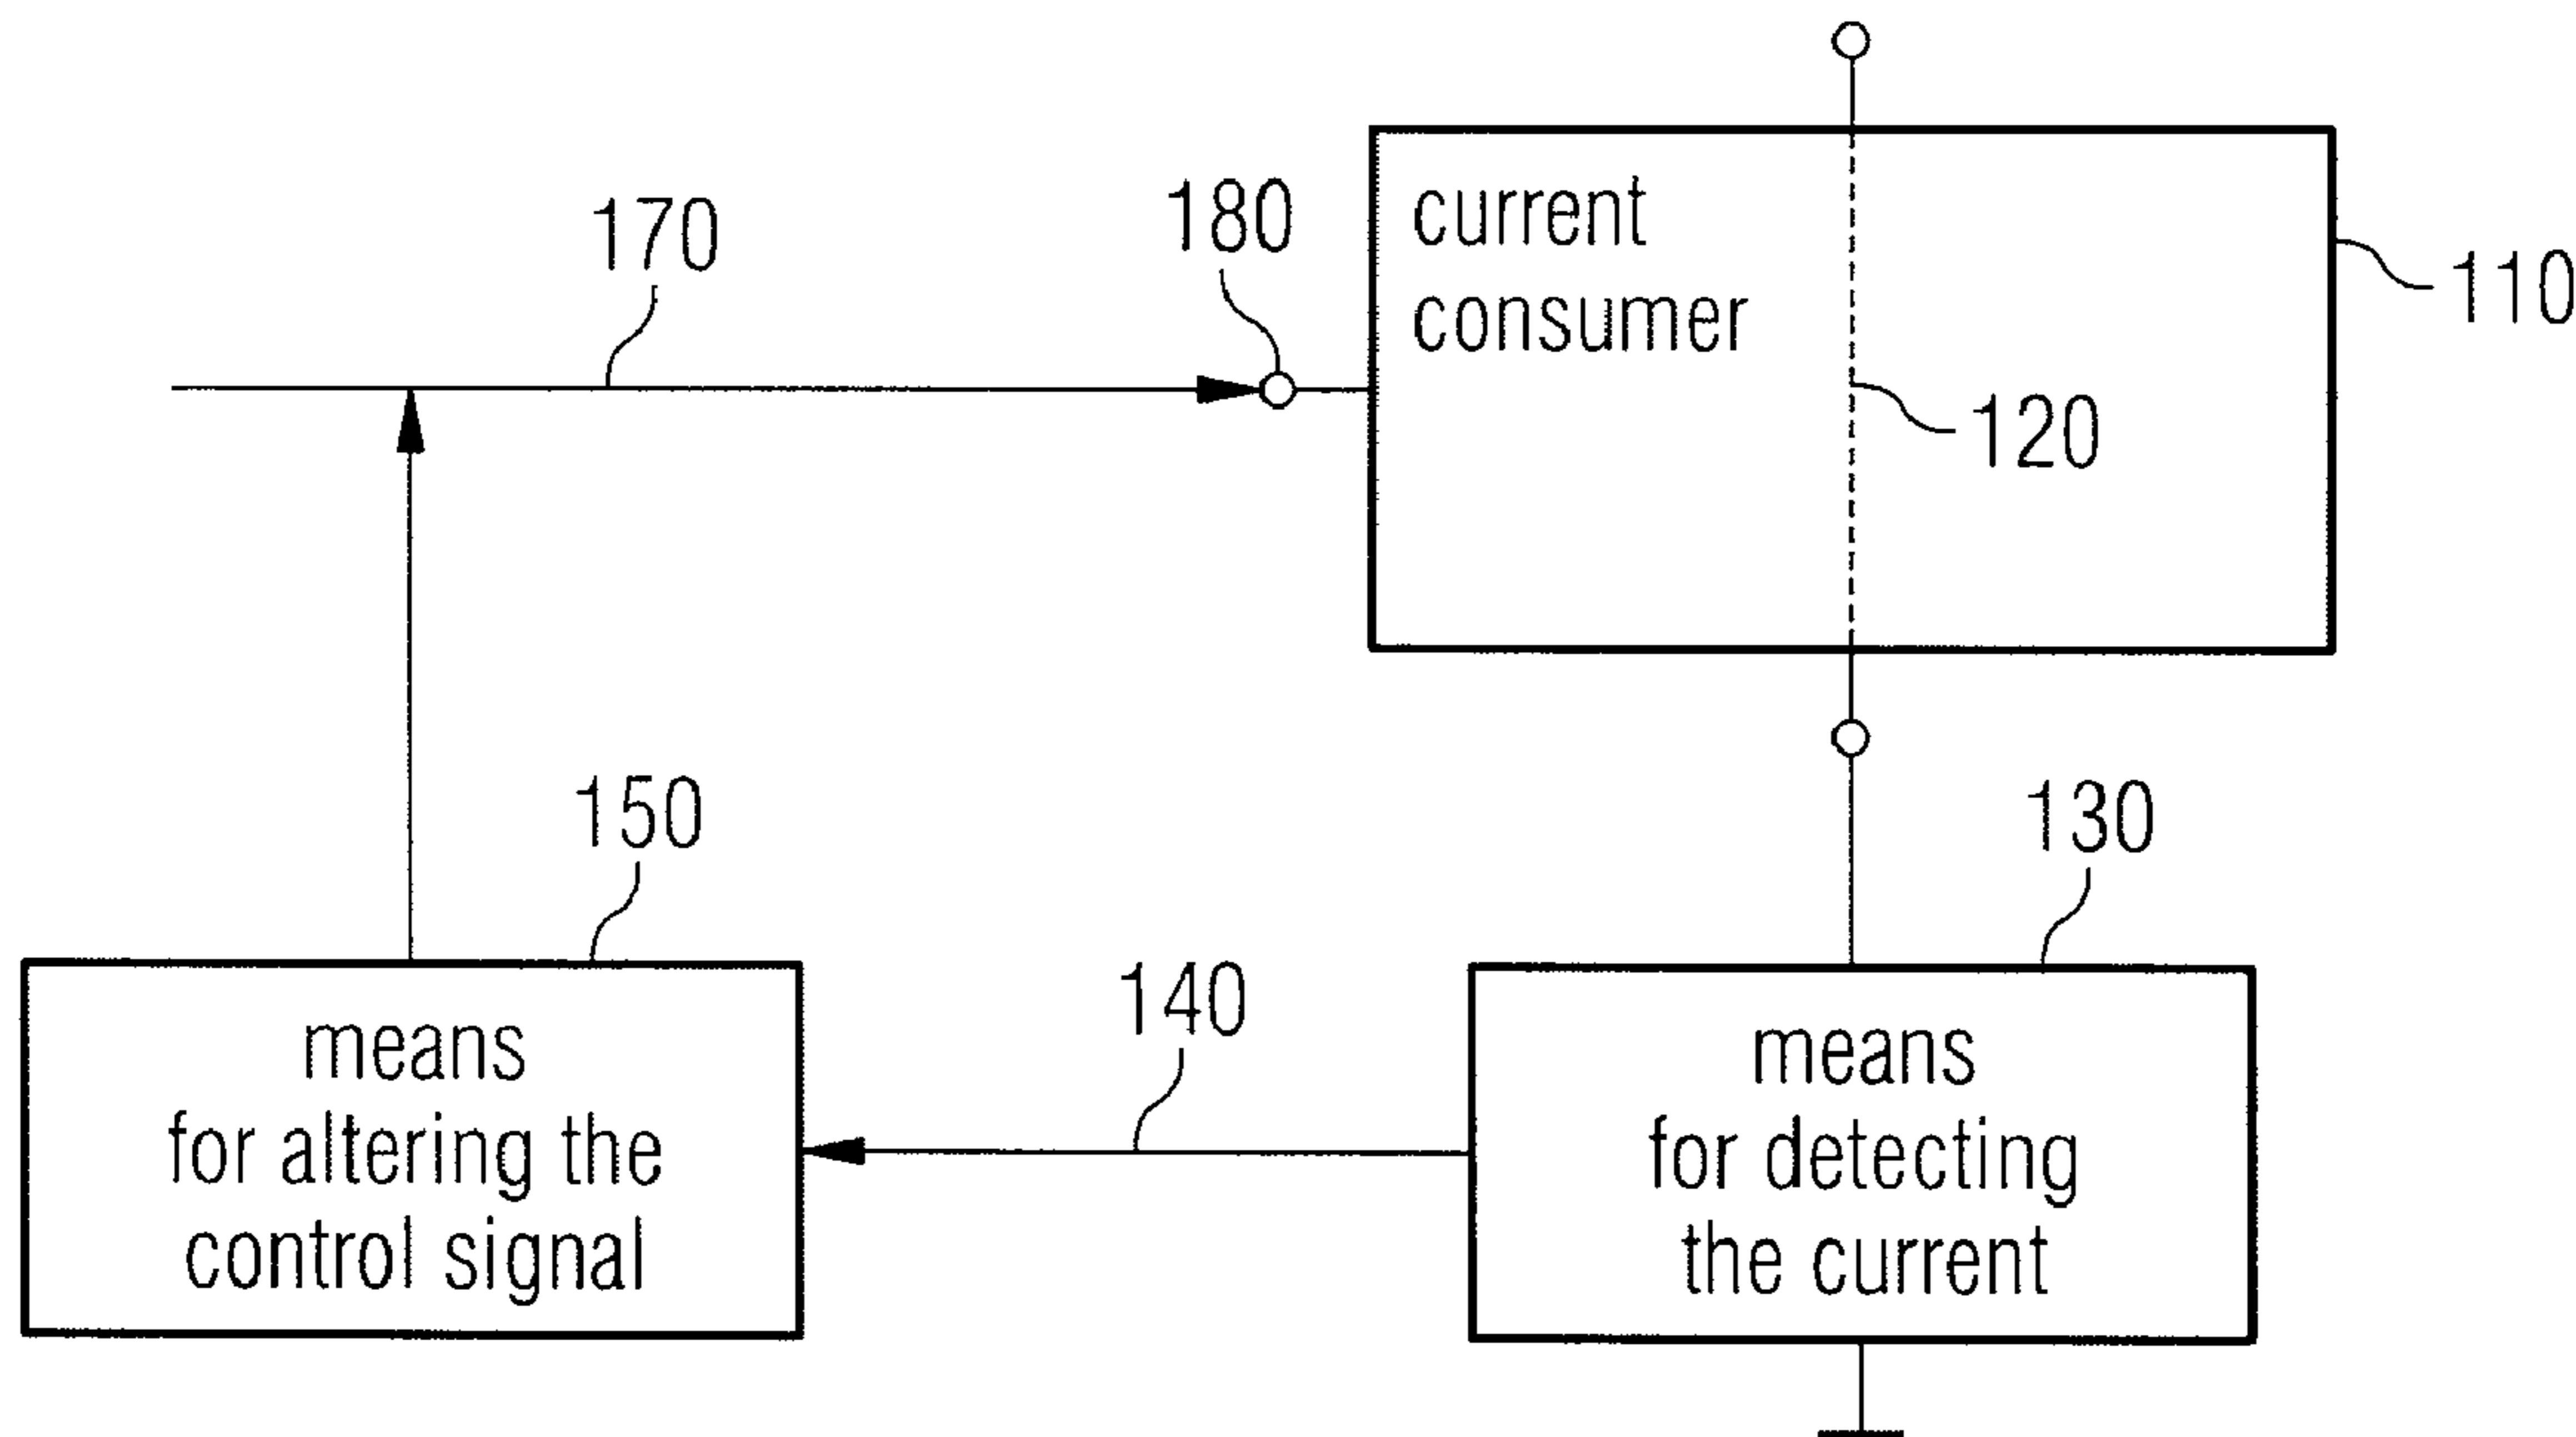 170
180
current
consumer
110
120
150
130
140
means
for altering the
control signal
means
for detecting
the current